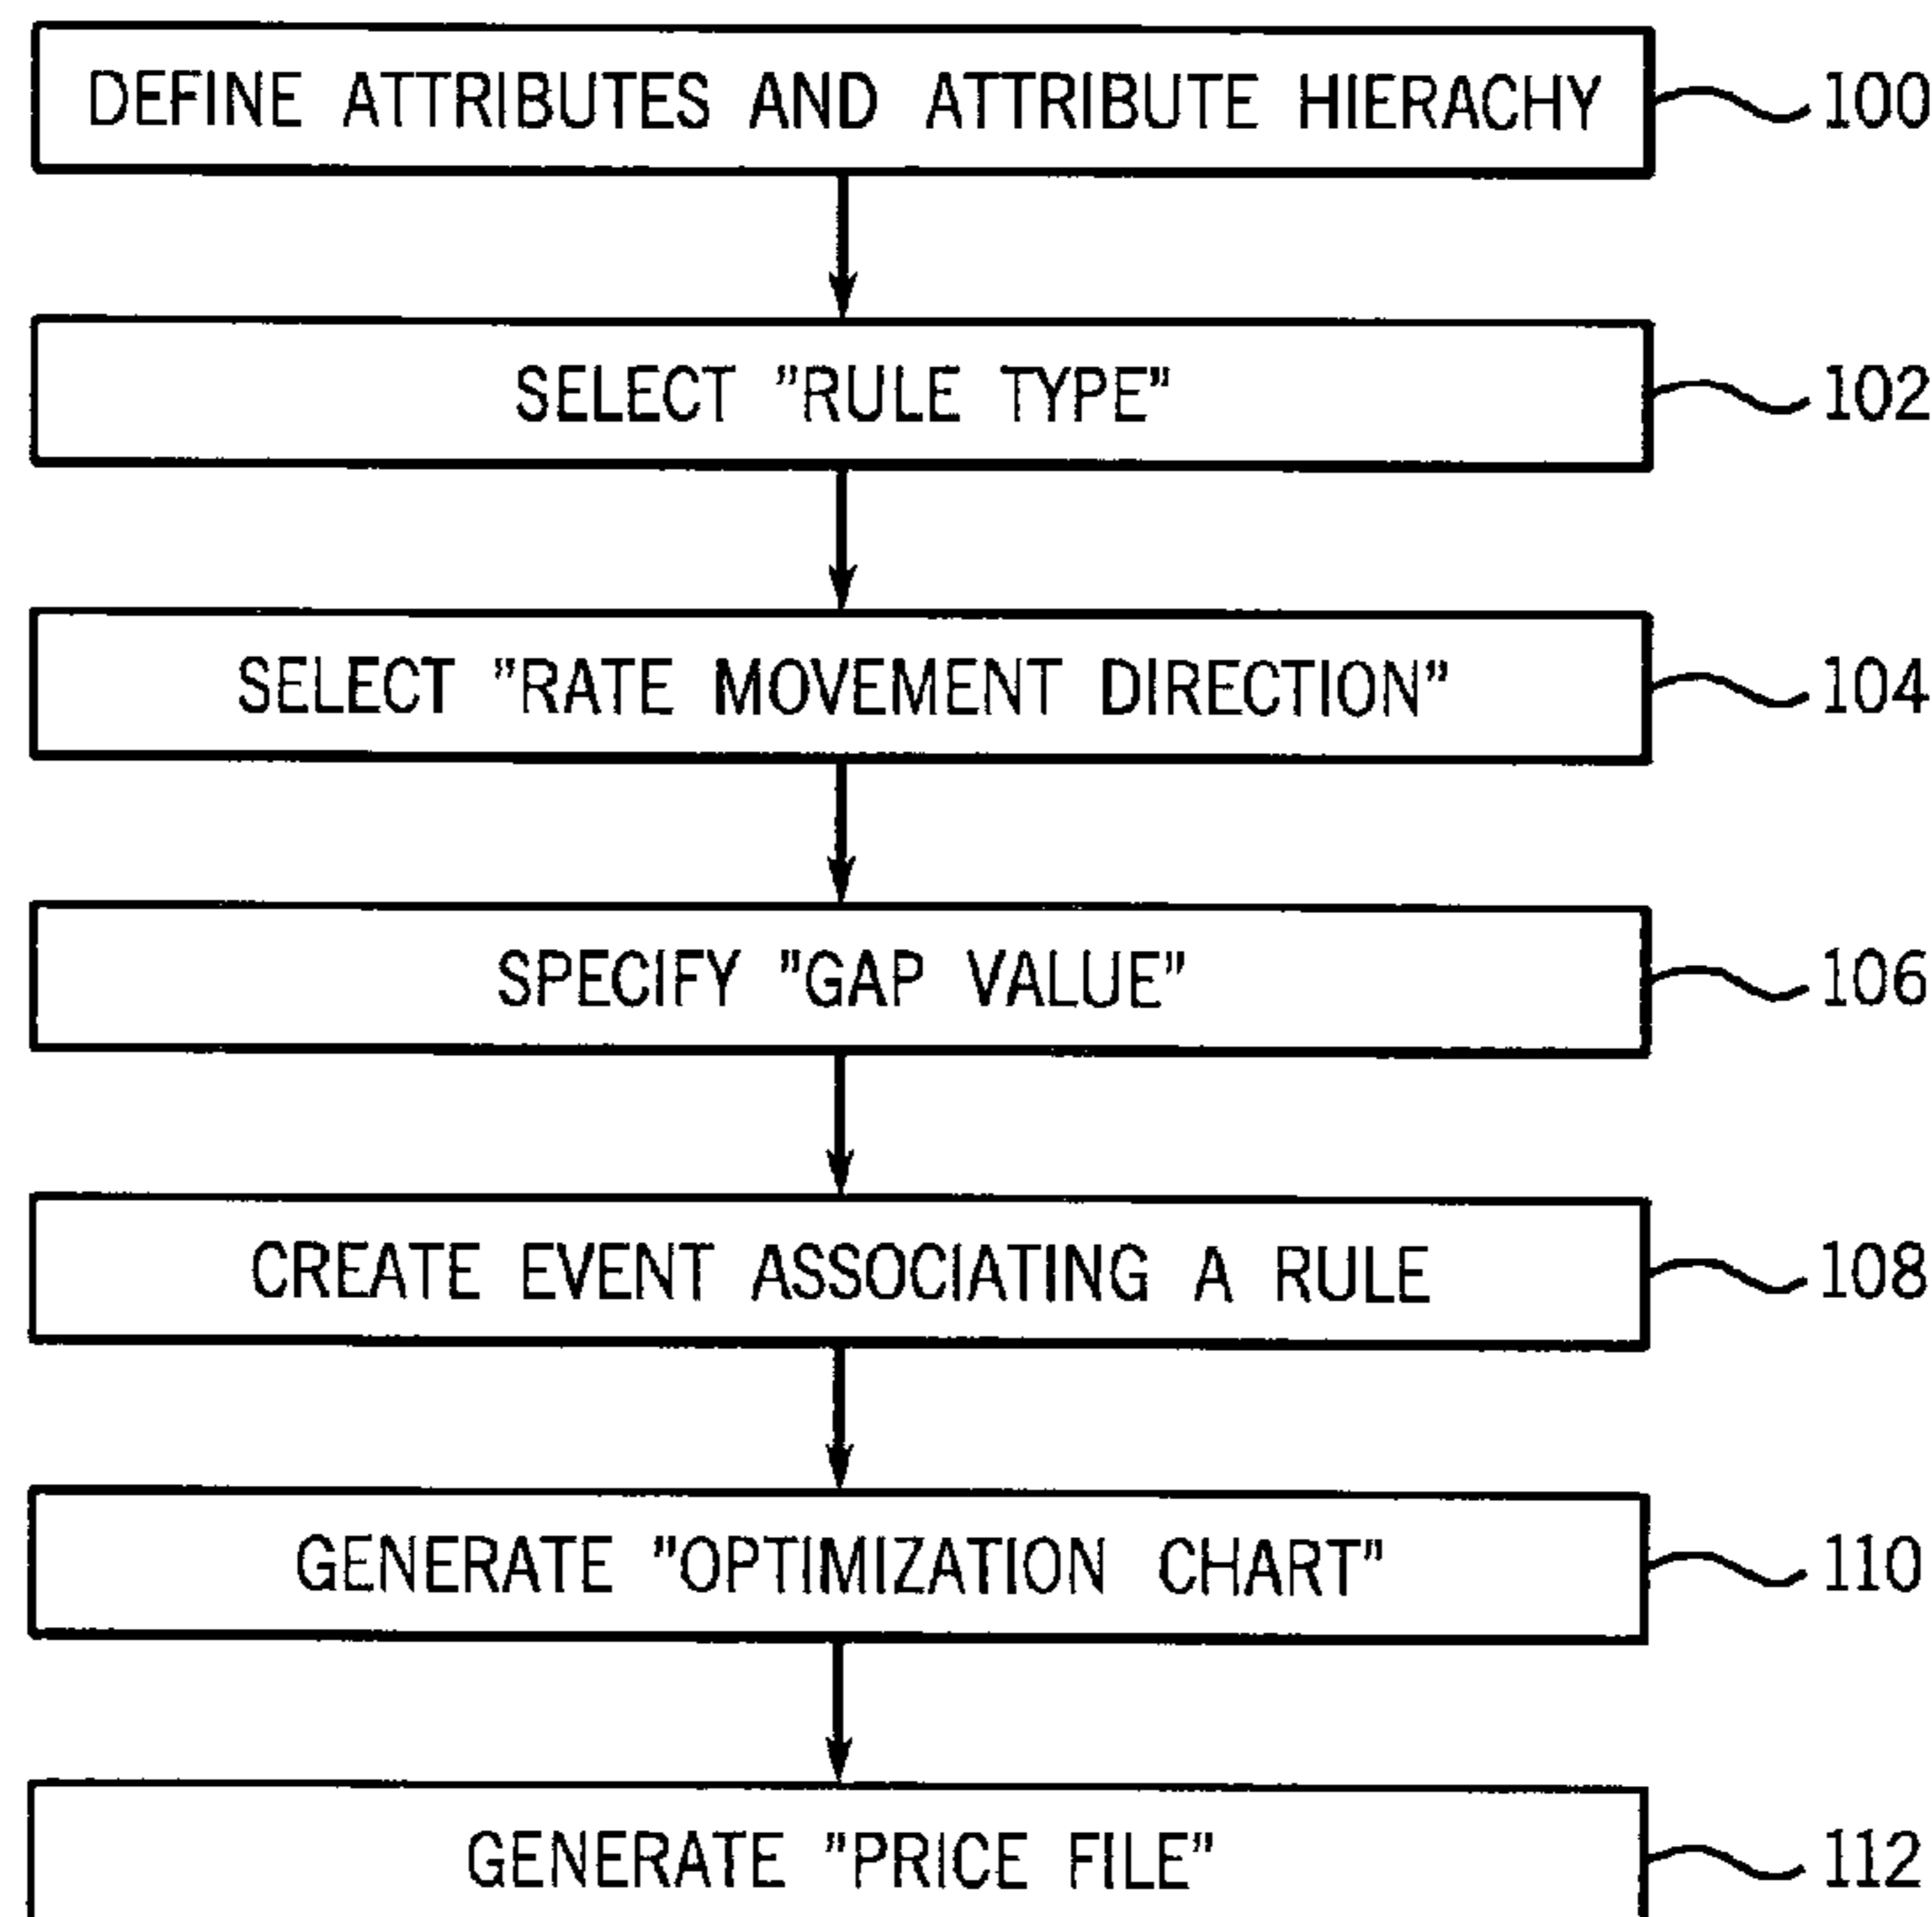 DEFINE ATTRIBUTES AND ATTRIBUTE HIERACHY 100
SELECT "RULE TYPE" 102
SELECT "RATE MOVEMENT DIRECTION" 104
SPECIFY "GAP VALUE" 106
CREATE EVENT ASSOCIATING A RULE 108
GENERATE "OPTIMIZATION CHART" 110
GENERATE "PRICE FILE" 112